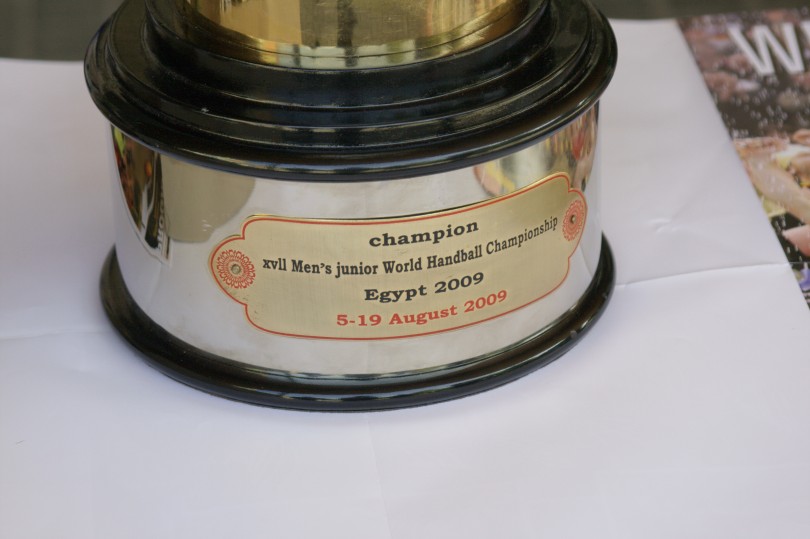 champion
xvll Men's junior World Handball Championship
Egypt 2009
5-19 August 2009
W